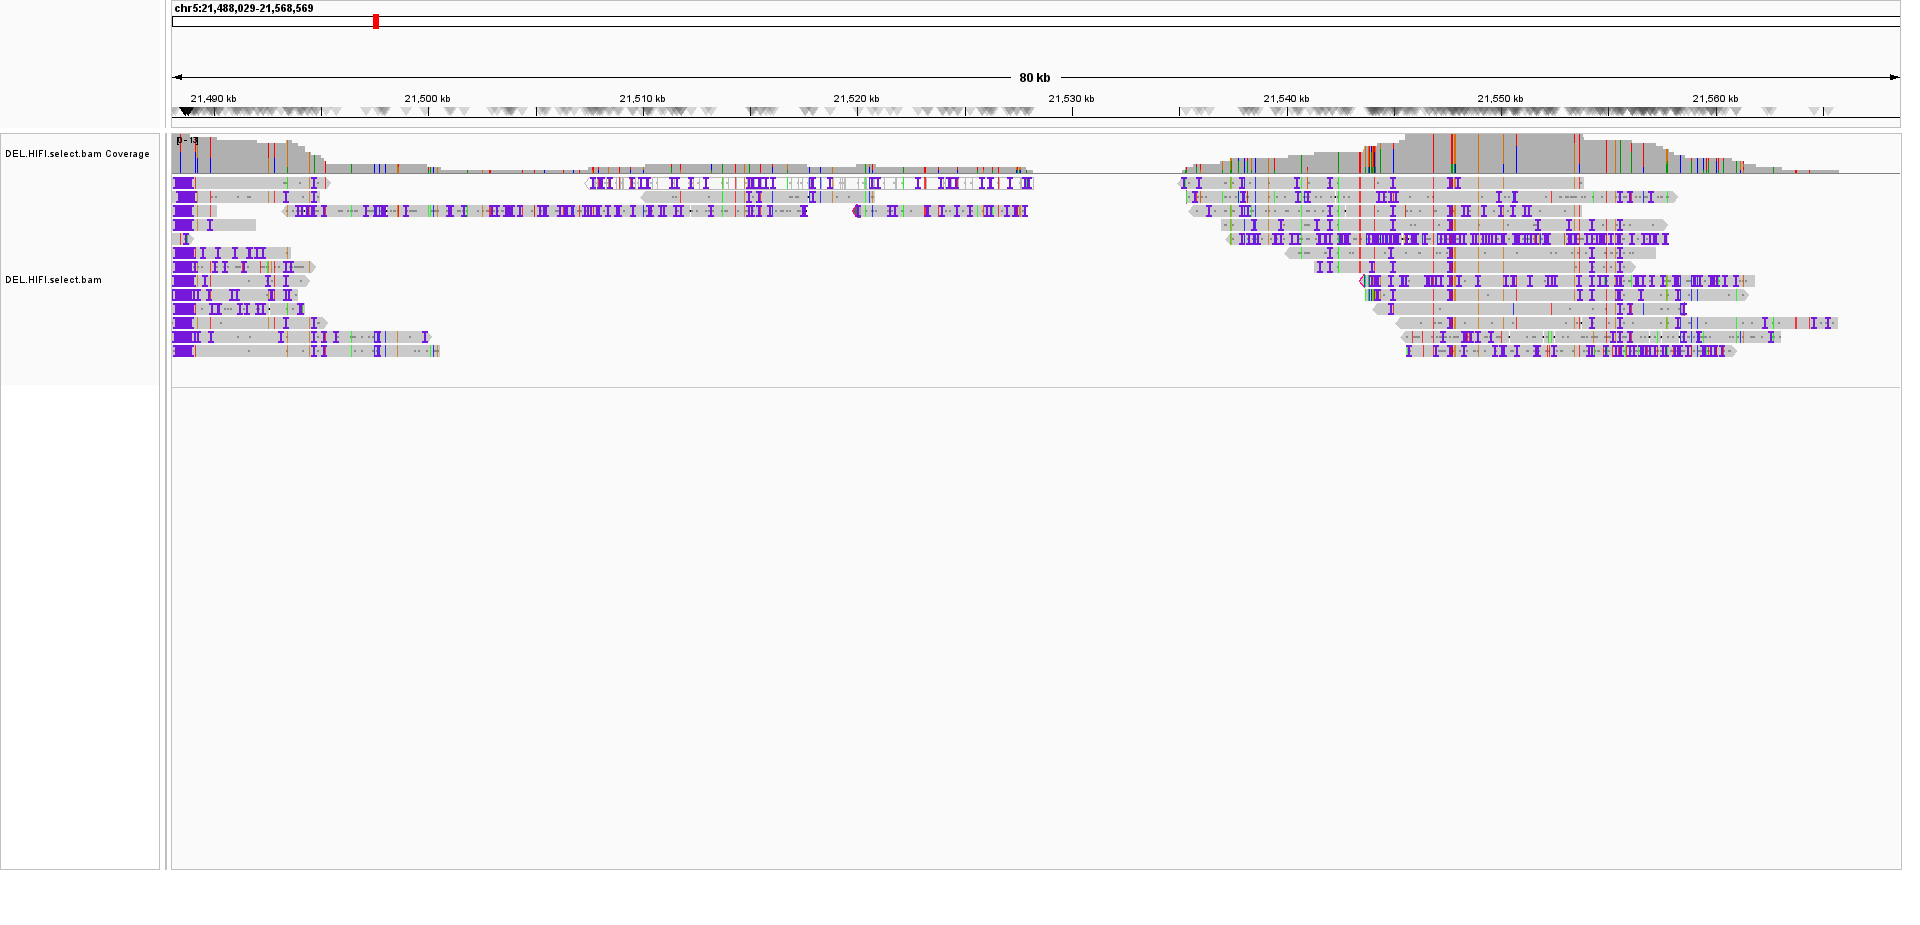 chr5:21,488,029-21,568,569
80 kb
21,490 kb 21,500 kb 21,510 kb 21,520 kb 21,530 kb 21,540 kb 21,550 kb 21,560 kb
DEL.HIFI.select.bam Coverage
DEL.HIFI.select.bam